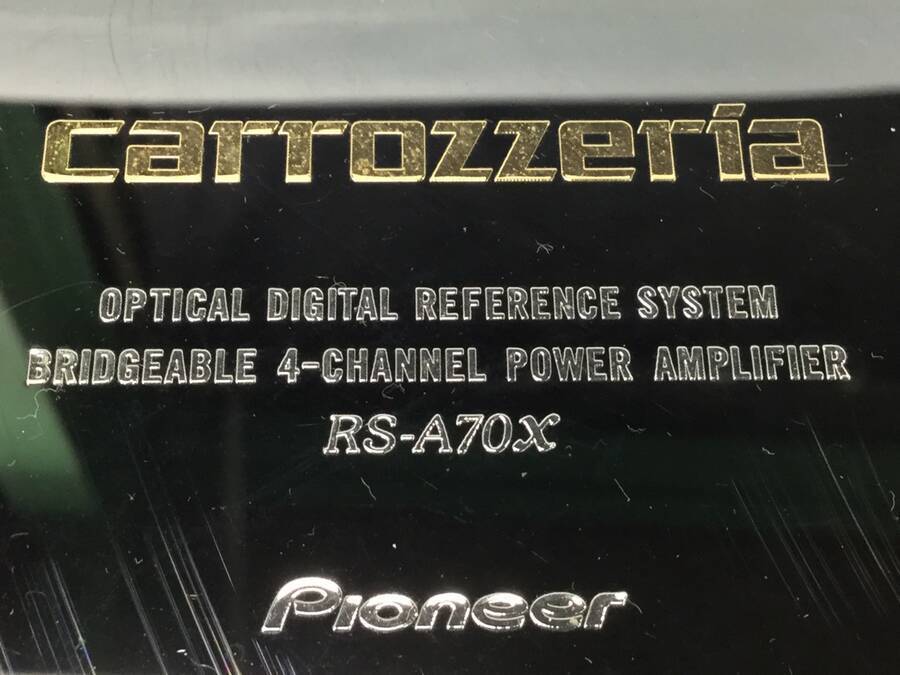 carrozzeria
OPTICAL DIGITAL REFERENCE SYSTEM
BRIDGEABLE 4-CHANNEL POWER AMPLIFIER
RS-A70X
Pioneer